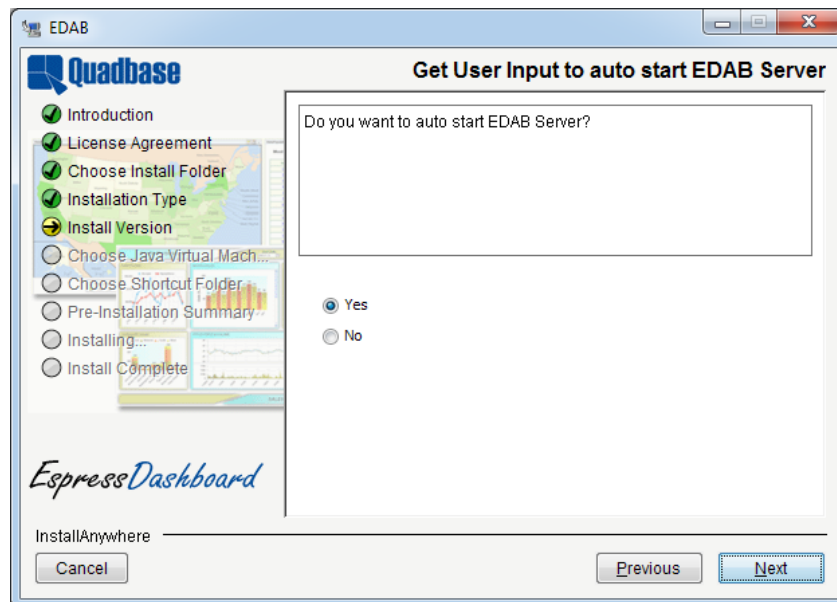 EDAB
Quadbase
Get User Input to auto start EDAB Server
Introduction
License Agreement
Choose Install Folder
Installation Type
Install Version
Choose Java Virtual Mach...
Choose Shortcut Folder
Pre-Installation Summary
Installing...
Install Complete
Do you want to auto start EDAB Server?
Yes
No
EspressDashboard
InstallAnywhere
Cancel
Previous
Next